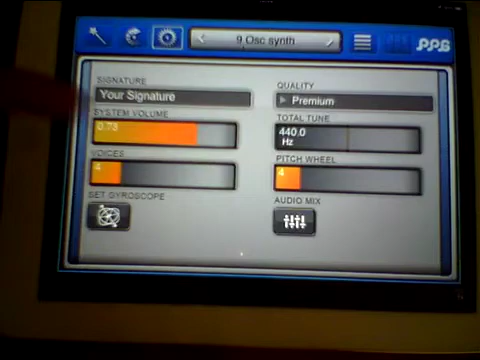 9 Osc synth
PPG
SIGNATURE
Your Signature
QUALITY
Premium
SYSTEM VOLUME
0.73
TOTAL TUNE
440.0
Hz
VOICES
4
PITCH WHEEL
4
SET GYROSCOPE
AUDIO MIX